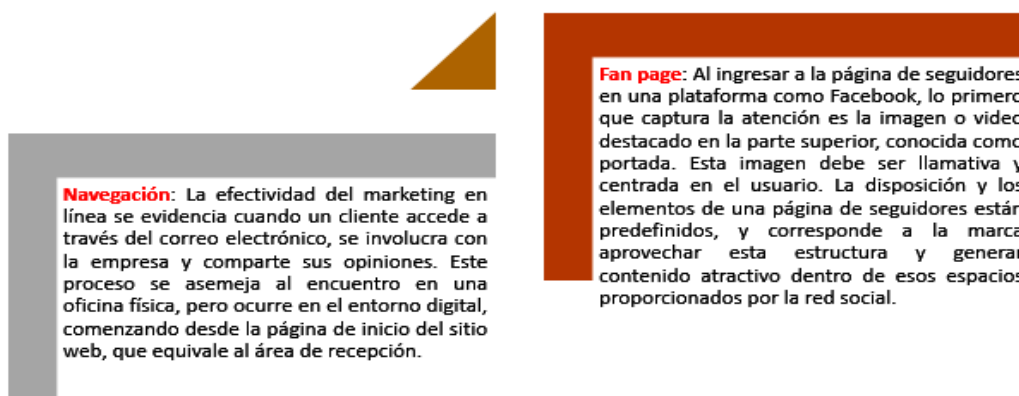 Navegación: La efectividad del marketing en
línea se evidencia cuando un cliente accede a
través del correo electrónico, se involucra con
la empresa y comparte sus opiniones. Este
proceso se asemeja al encuentro en una
oficina física, pero ocurre en el entorno digital,
comenzando desde la página de inicio del sitio
web, que equivale al área de recepción.
Fan page: Al ingresar a la página de seguidores
en una plataforma como Facebook, lo primero
que captura la atención es la imagen o video
destacado en la parte superior, conocida como
portada. Esta imagen debe ser llamativa y
centrada en el usuario. La disposición y los
elementos de una página de seguidores están
predefinidos, y corresponde a la marca
aprovechar esta estructura y generar
contenido atractivo dentro de esos espacios
proporcionados por la red social.